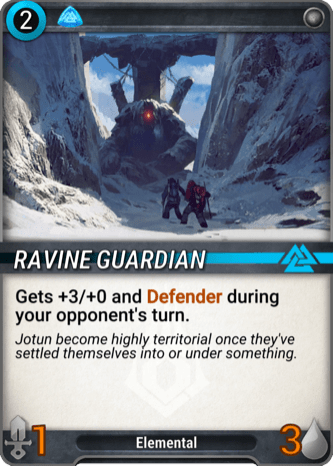 2
RAVINE GUARDIAN
Gets +3/+0 and Defender during
your opponent's turn.
Jotun become highly territorial once they've
settled themselves into or under something.
1
Elemental
3